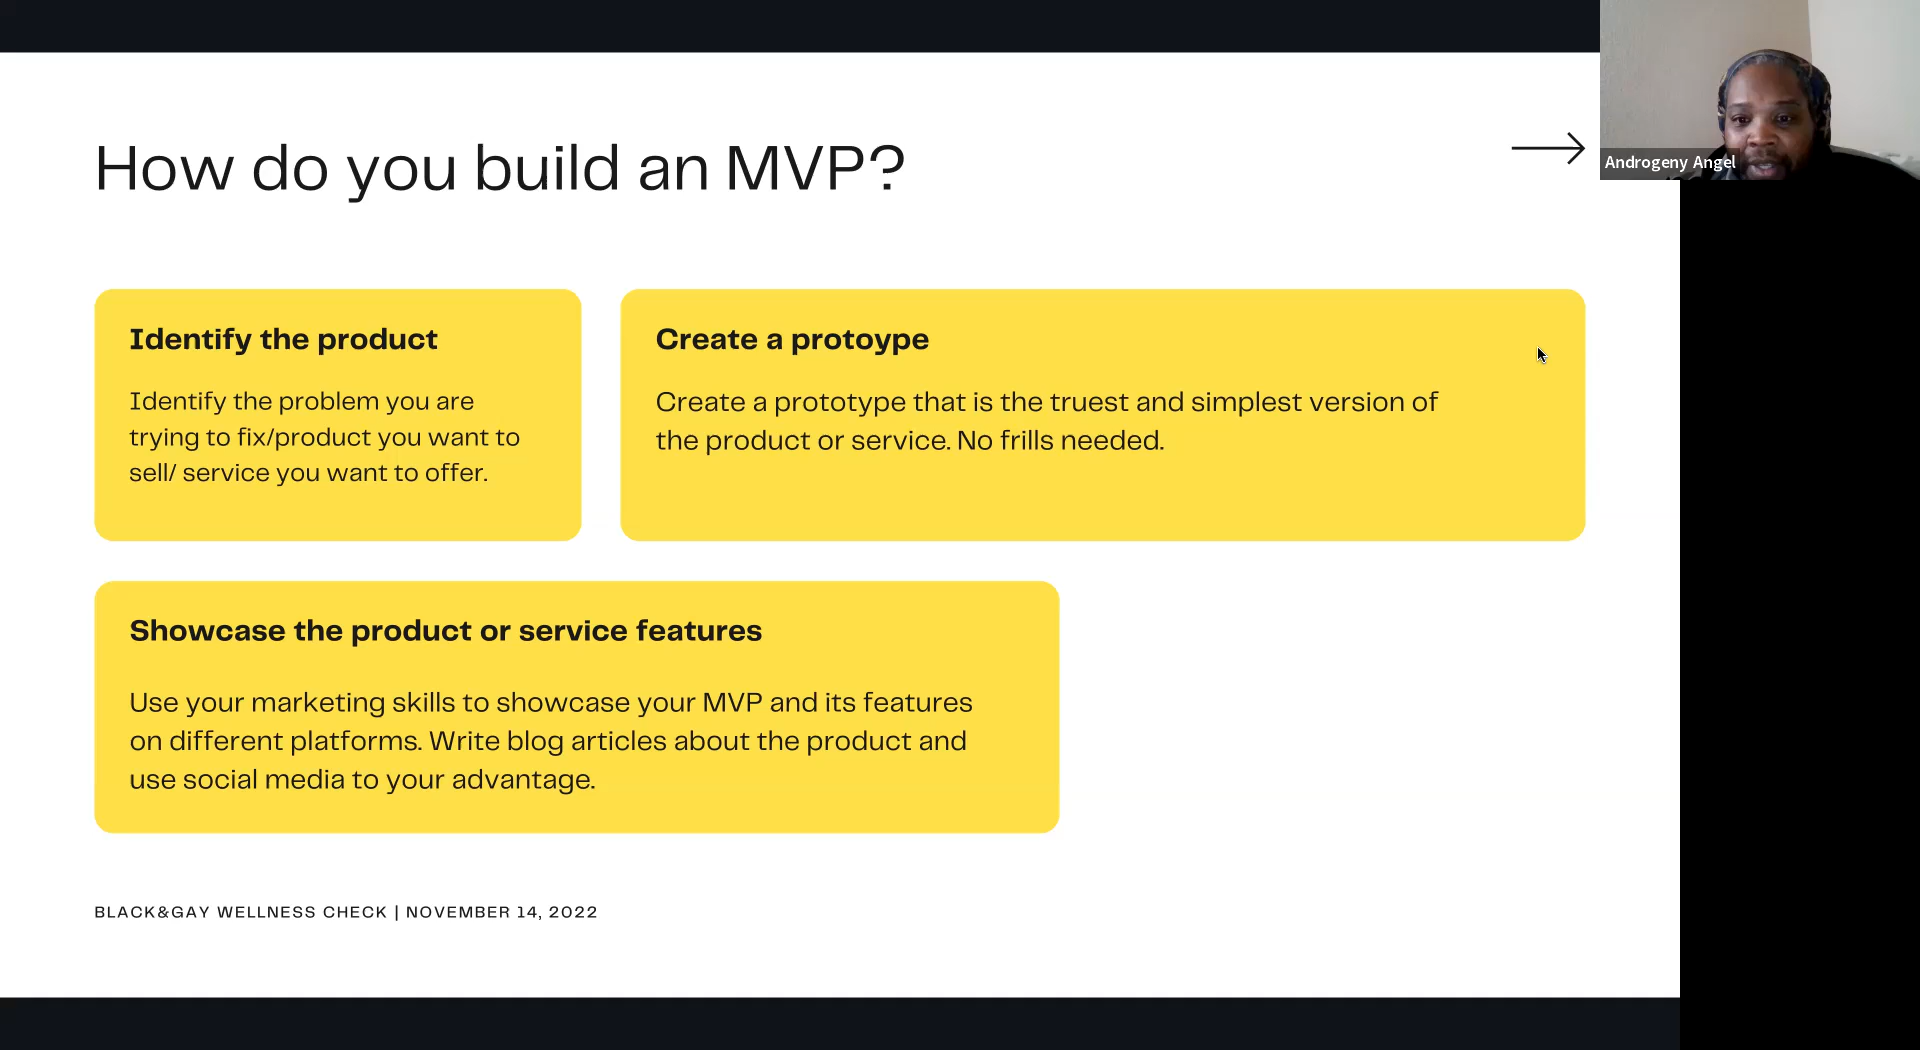 How do you build an MVP?
Androgeny Angel
Identify the product
Identify the problem you are
trying to fix/product you want to
sell/ service you want to offer.
Create a protoype
Create a prototype that is the truest and simplest version of
the product or service. No frills needed.
Showcase the product or service features
Use your marketing skills to showcase your MVP and its features
on different platforms. Write blog articles about the product and
use social media to your advantage.
BLACK&GAY WELLNESS CHECK | NOVEMBER 14, 2022